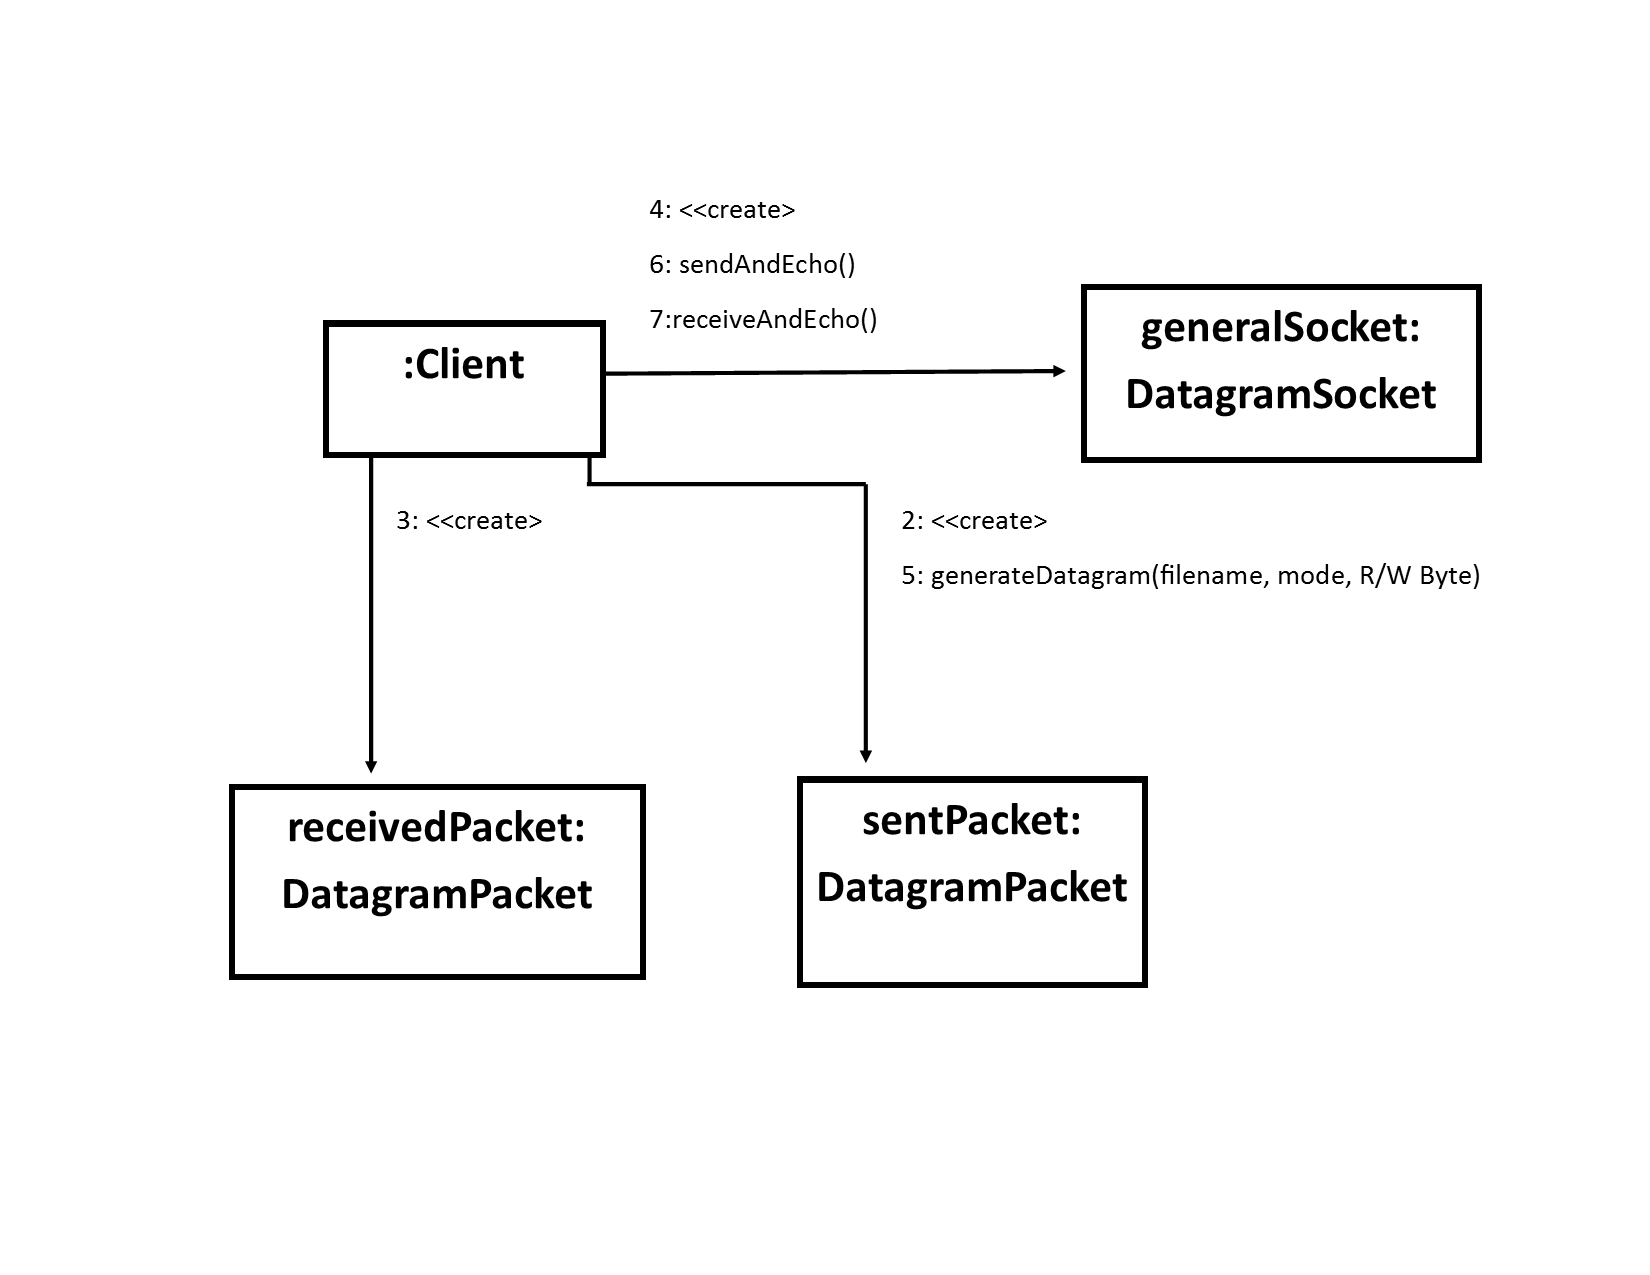 4: <<create>
6: sendAndEcho()
7:receiveAndEcho()
:Client
generalSocket:
DatagramSocket
3: <<create>
2: <<create>
5: generateDatagram(filename, mode, R/W Byte)
receivedPacket:
DatagramPacket
sentPacket:
DatagramPacket